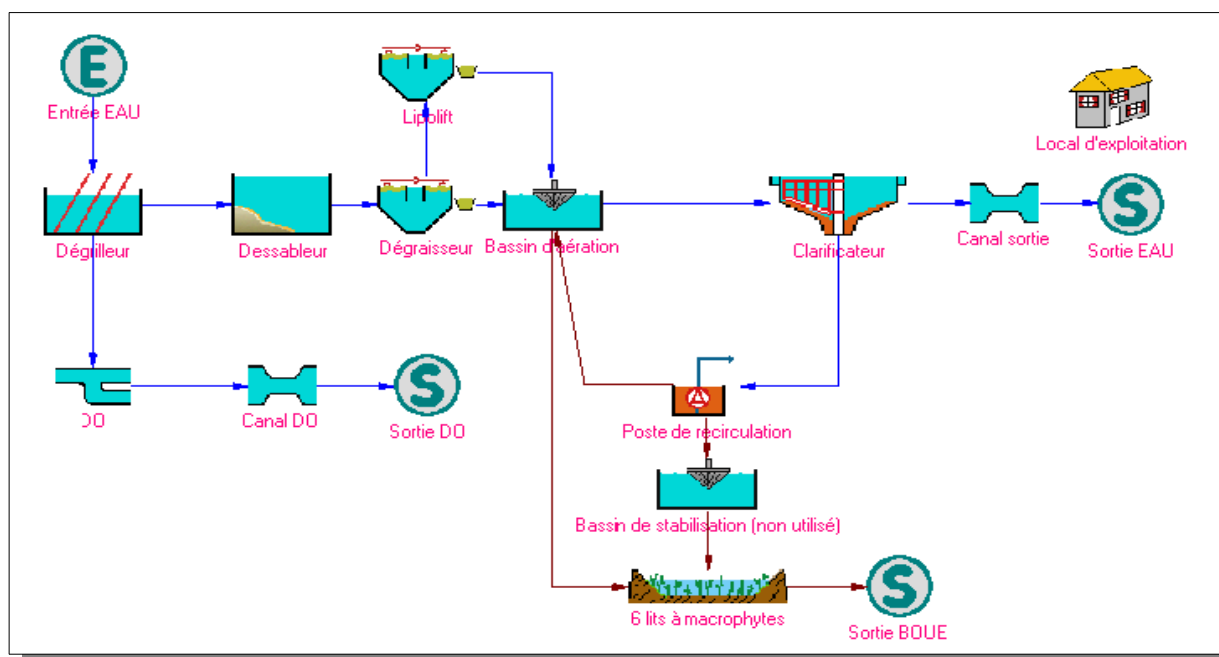 E
Entrée EAU
Lipolift
Local d'exploitation
Dégrilleur
Dessableur
Dégraisseur
Bassin d'aération
Clarificateur
Canal sortie
S
Sortie EAU
DO
Canal DO
S
Sortie DO
Poste de recirculation
Bassin de stabilisation (non utilisé)
6 lits à macrophytes
S
Sortie BOUE